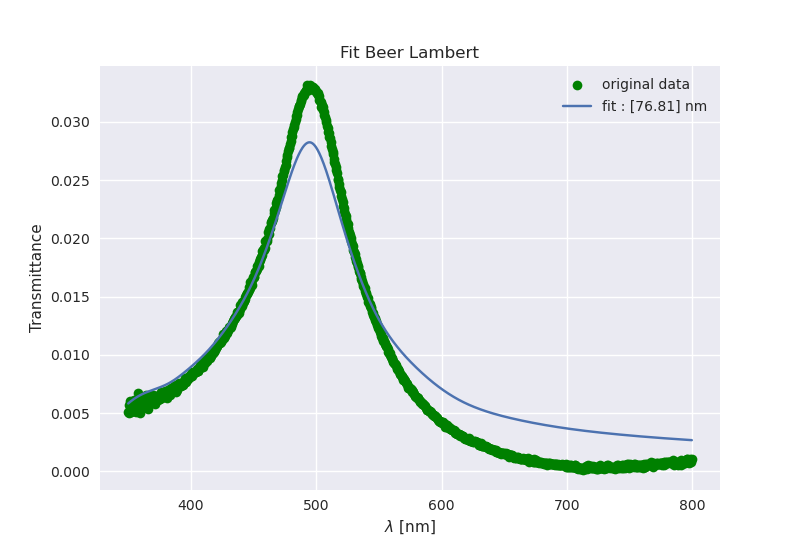 Fit Beer Lambert
original data
fit : [76.81] nm
Transmittance
0.030
0.025
0.020
0.015
0.010
0.005
0.000
400 500 600 700 800
λ [nm]